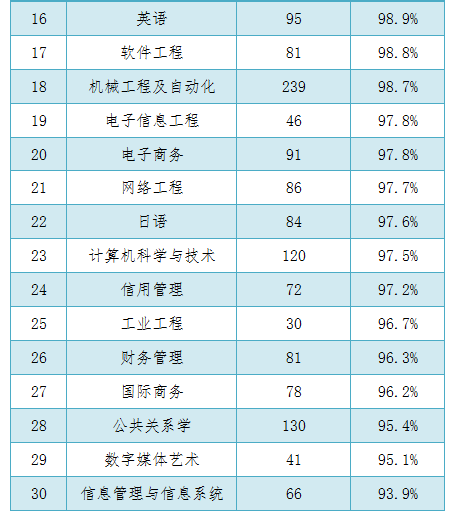 16 英语 95 98.9%
17 软件工程 81 98.8%
18 机械工程及自动化 239 98.7%
19 电子信息工程 46 97.8%
20 电子商务 91 97.8%
21 网络工程 86 97.7%
22 日语 84 97.6%
23 计算机科学与技术 120 97.5%
24 信用管理 72 97.2%
25 工业工程 30 96.7%
26 财务管理 81 96.3%
27 国际商务 78 96.2%
28 公共关系学 130 95.4%
29 数字媒体艺术 41 95.1%
30 信息管理与信息系统 66 93.9%